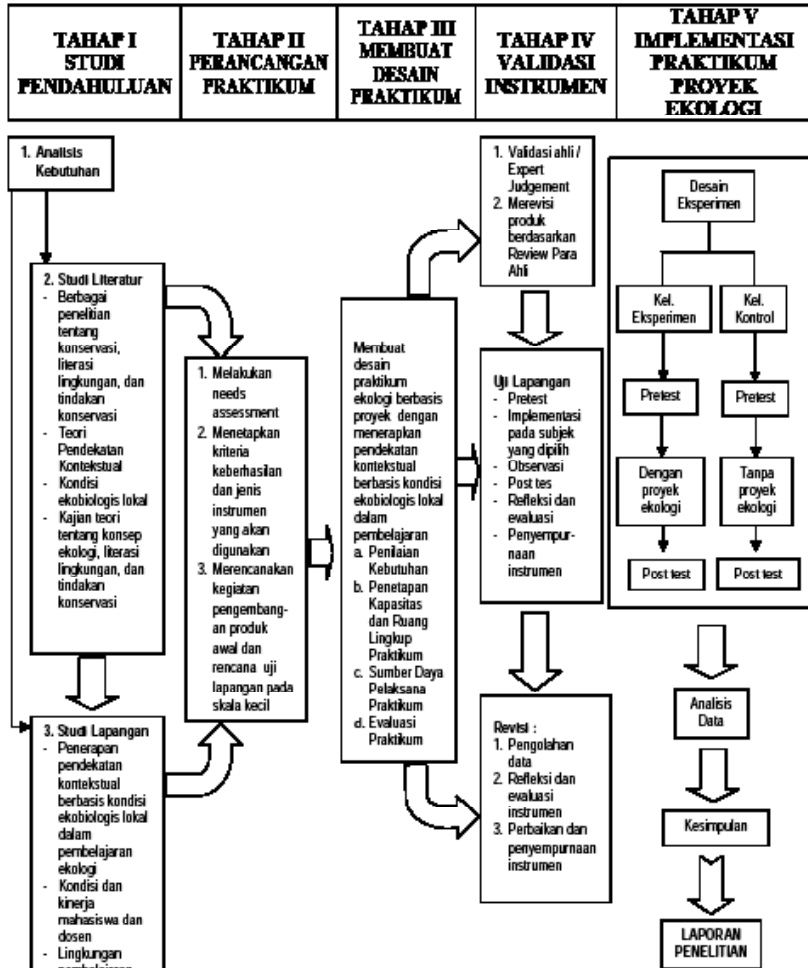 TAHAP I
STUDI
PENDAHULUAN
TAHAP II
PERANCANGAN
PRAKTIKUM
TAHAP III
MEMBUAT
DESAIN
PRAKTIKUM
TAHAP IV
VALIDASI
INSTRUMEN
TAHAP V
IMPLEMENTASI
PRAKTIKUM
PROYEK
EKOLOGI
1. Analisis
Kebutuhan
2. Studi Literatur
- Berbagai
penelitian
tentang
konservasi,
literasi
lingkungan, dan
tindakan
konservasi
- Teori
Pendekatan
Kontekstual
- Kondisi
ekobiologis lokal
- Kajian teori
tentang konsep
ekologi, literasi
lingkungan, dan
tindakan
konservasi
3. Studi Lapangan
- Penerapan
pendekatan
kontekstual
berbasis kondisi
ekobiologis lokal
dalam
pembelajaran
ekologi
- Kondisi dan
kinerja
mahasiswa dan
dosen
- Lingkungan
pembelajaran
1. Melakukan
needs
assessment
2. Menetapkan
kriteria
keberhasilan
dan jenis
instrumen
yang akan
digunakan
3. Merencanakan
kegiatan
pengembang-
an produk
awal dan
rencana uji
lapangan pada
skala kecil
Membuat
desain
praktikum
ekologi berbasis
proyek dengan
menerapkan
pendekatan
kontekstual
berbasis kondisi
ekobiologis lokal
dalam
pembelajaran
a. Penilaian
Kebutuhan
b. Penetapan
Kapasitas
dan Ruang
Lingkup
Praktikum
c. Sumber Daya
Pelaksana
Praktikum
d. Evaluasi
Praktikum
1. Validasi ahli /
Expert
Judgement
2. Merevisi
produk
berdasarkan
Review Para
Ahli
Uji Lapangan
- Pretest
- Implementasi
pada subjek
yang dipilih
- Observasi
- Post tes
- Refleksi dan
evaluasi
- Penyempur-
naan
instrumen
Revisi :
1. Pengolahan
data
2. Refleksi dan
evaluasi
instrumen
3. Perbaikan dan
penyempurnaan
instrumen
Desain
Eksperimen
Kel.
Eksperimen
Kel.
Kontrol
Pretest
Pretest
Dengan
proyek
ekologi
Tanpa
proyek
ekologi
Post test
Post test
Analisis
Data
Kesimpulan
LAPORAN
PENELITIAN